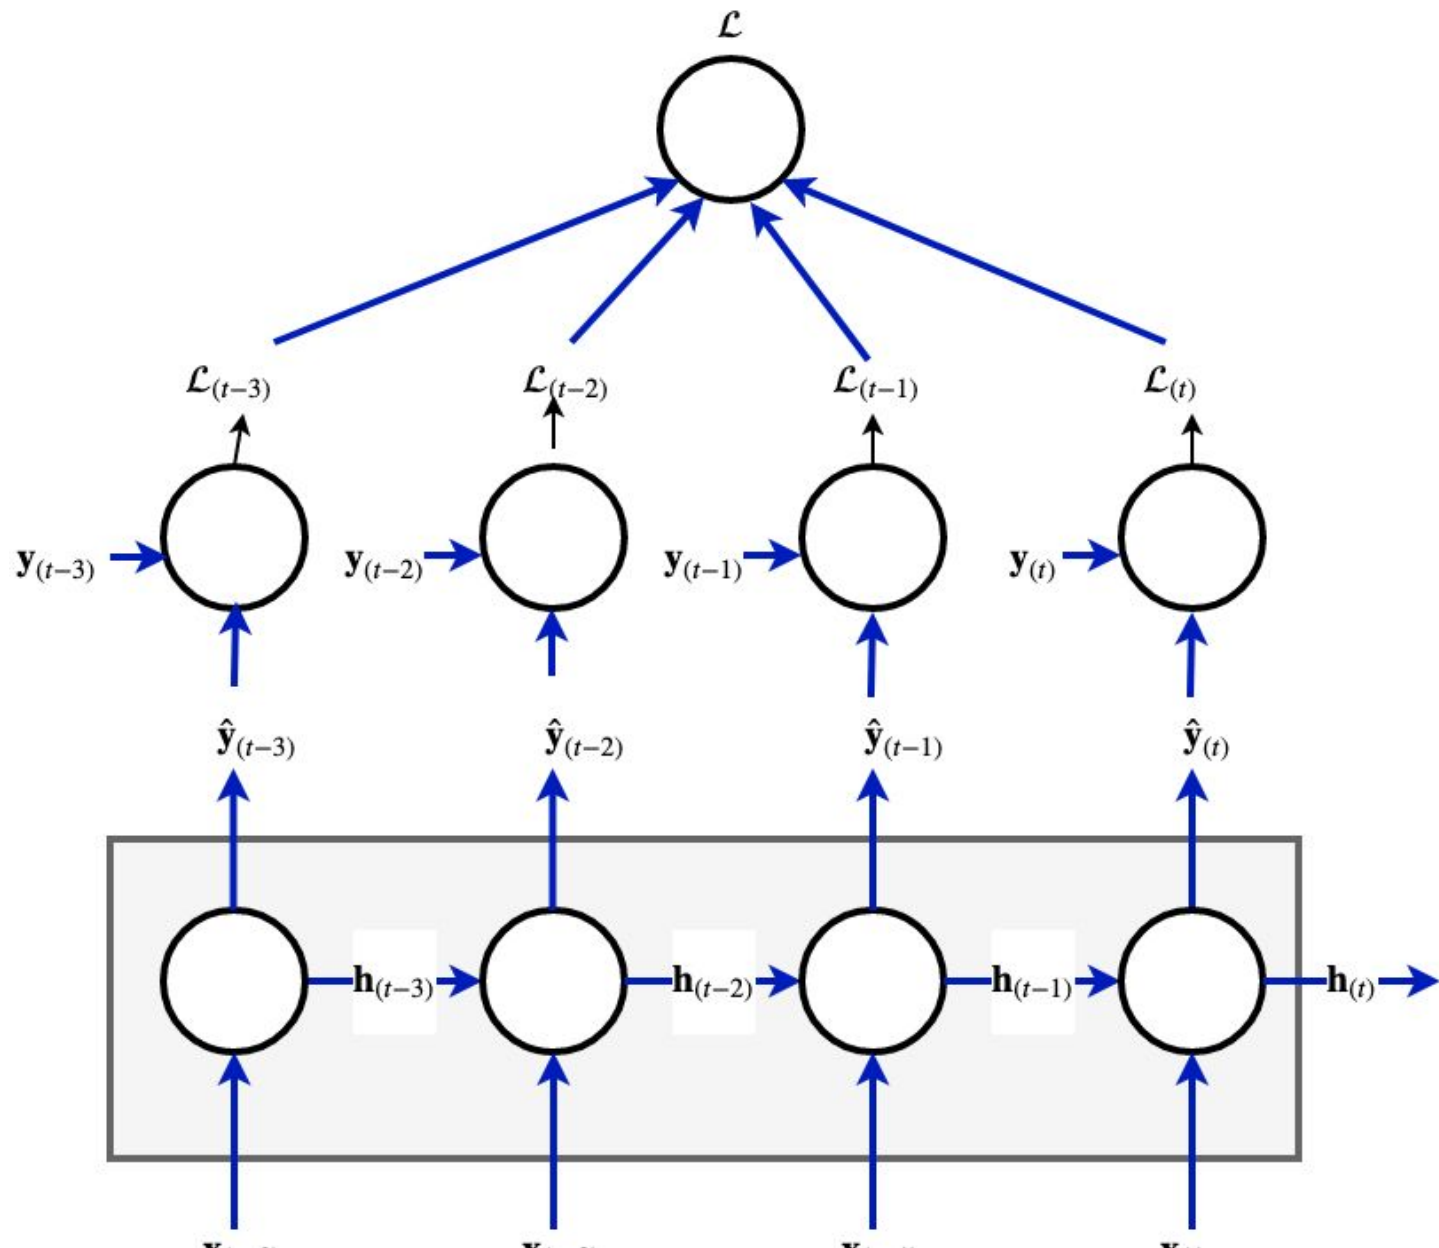 ℒ
ℒ(t−3) ℒ(t−2) ℒ(t−1) ℒ(t)
y(t−3) y(t−2) y(t−1) y(t)
ŷ(t−3) ŷ(t−2) ŷ(t−1) ŷ(t)
h(t−3) h(t−2) h(t−1) h(t)